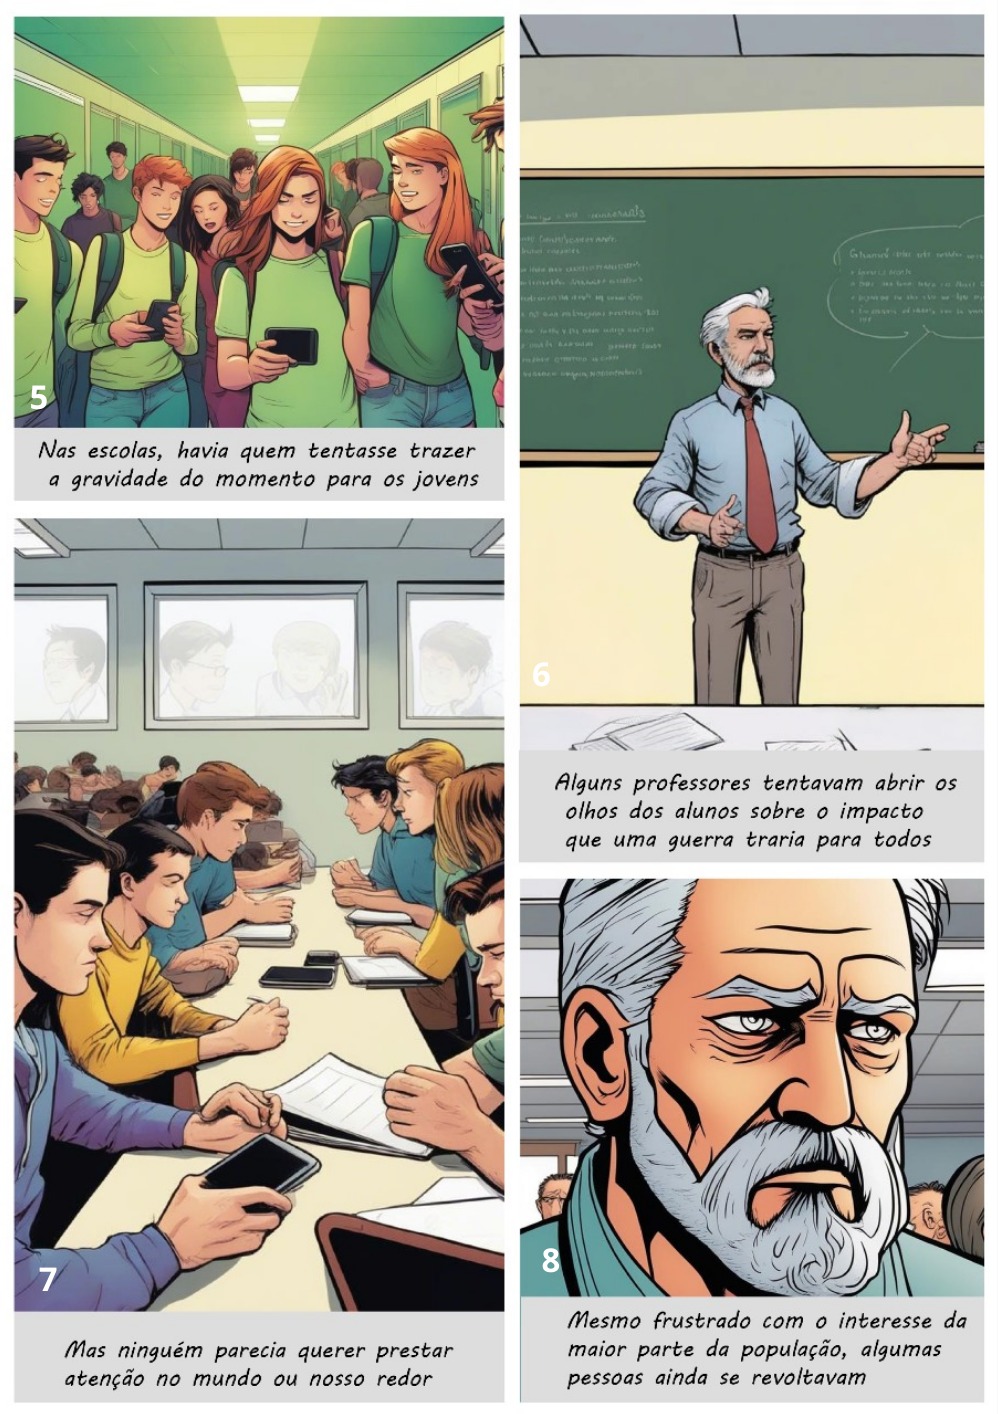 5
Nas escolas, havia quem tentasse trazer
a gravidade do momento para os jovens
6
Alguns professores tentavam abrir os
olhos dos alunos sobre o impacto
que uma guerra traria para todos
7
Mas ninguém parecia querer prestar
atenção no mundo ou nosso redor
8
Mesmo frustrado com o interesse da
maior parte da população, algumas
pessoas ainda se revoltavam